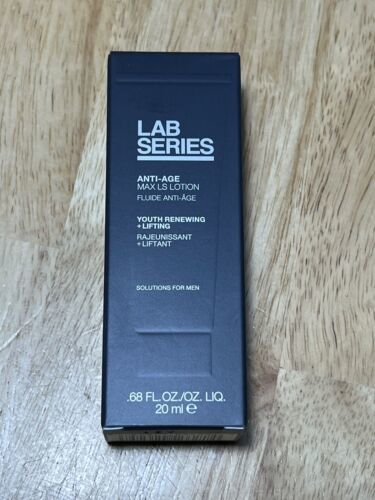 LAB
SERIES
ANTI-AGE
MAX LS LOTION
FLUIDE ANTI-ÂGE
YOUTH RENEWING
+LIFTING
RAJEUNISSANT
+LIFTANT
SOLUTIONS FOR MEN
.68 FL.OZ./OZ. LIQ.
20 ml ℮